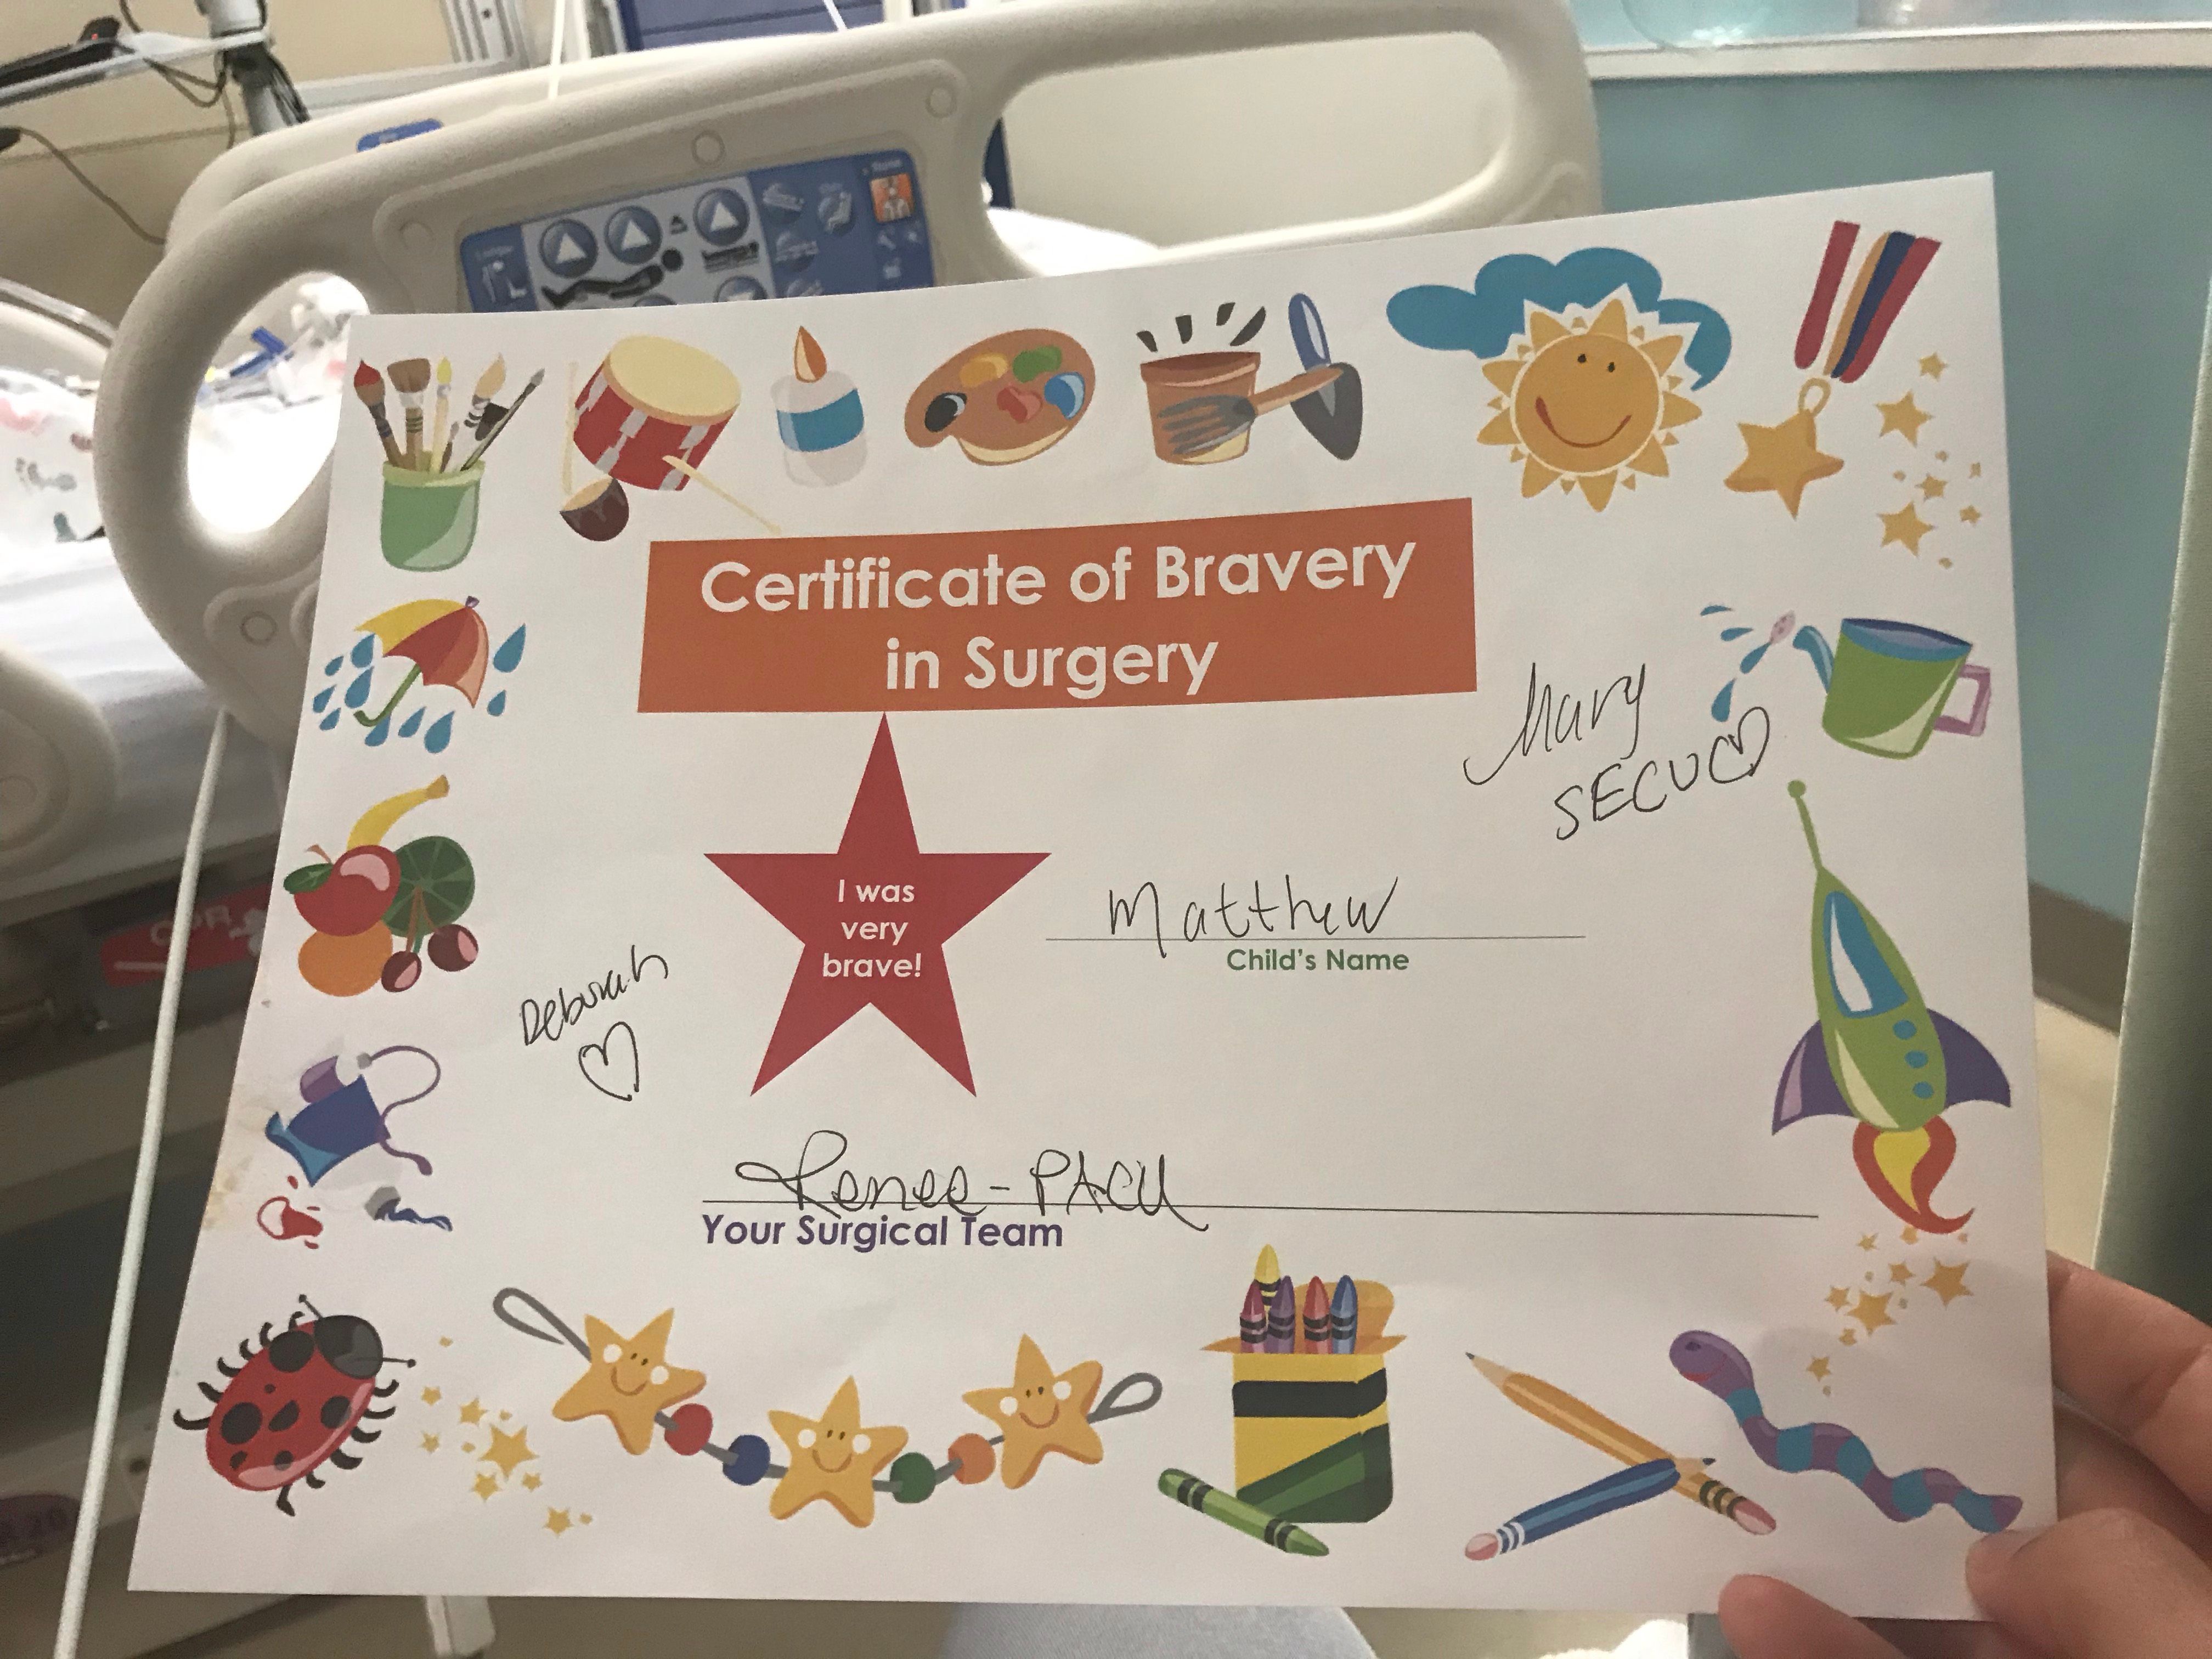 Certificate of Bravery
in Surgery
Mary
SECU
I was
very
brave!
Matthew
Child's Name
Deborah
Renee-PACU
Your Surgical Team
CPR